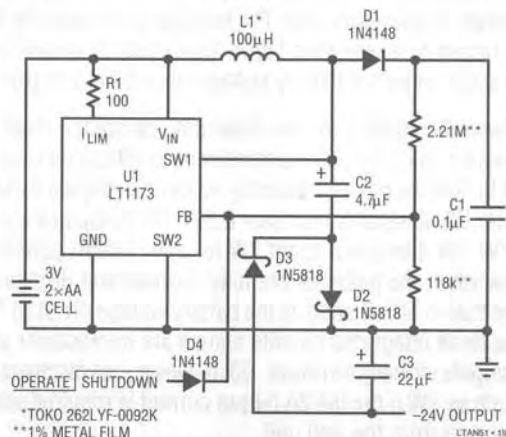 L1*
100μH
D1
1N4148
R1
100
I_LIM
V_IN
SW1
U1
LT1173
FB
GND
SW2
2.21M**
C2
4.7μF
C1
0.1μF
+
D3
1N5818
118k
3V
2×AA
CELL
D2
1N5818
D4
1N4148
+
C3
22μF
OPERATE | SHUTDOWN
*TOKO 262LYF-0092K
**1% METAL FILM
–24V OUTPUT